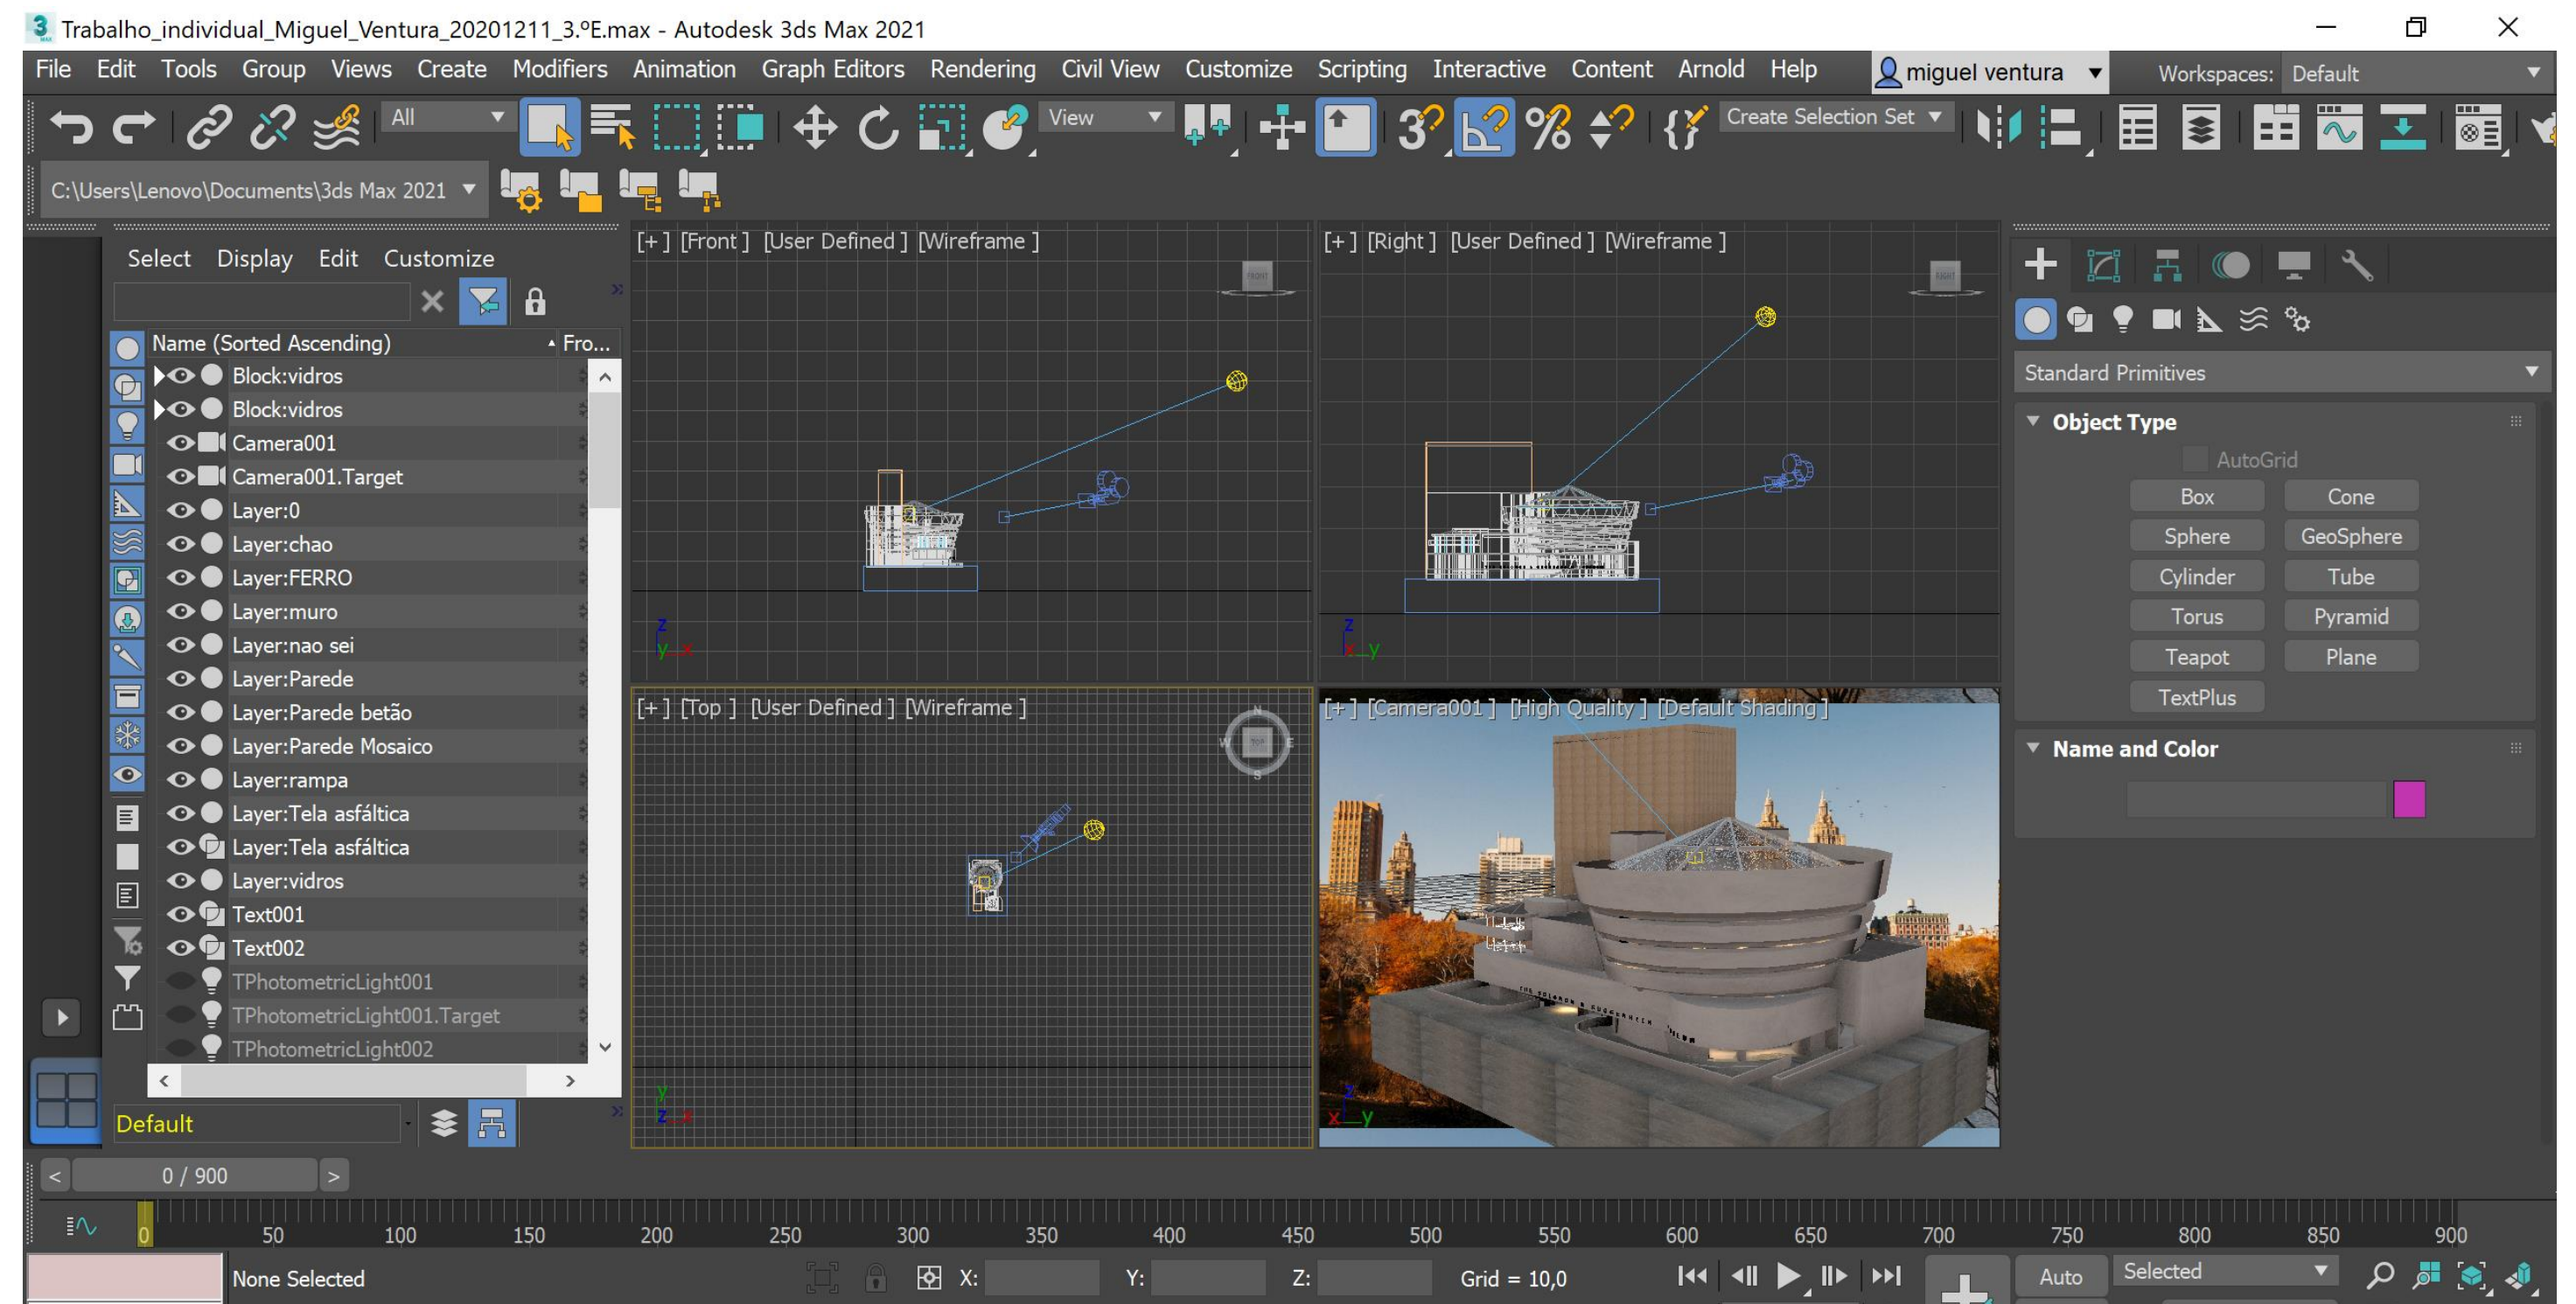 Trabalho_individual_Miguel_Ventura_20201211_3.ºE.max - Autodesk 3ds Max 2021
File Edit Tools Group Views Create Modifiers Animation Graph Editors Rendering Civil View Customize Scripting Interactive Content Arnold Help miguel ventura Workspaces: Default
All View Create Selection Set
C:\Users\Lenovo\Documents\3ds Max 2021
Select Display Edit Customize
Name (Sorted Ascending) Fro...
Block:vidros
Block:vidros
Camera001
Camera001.Target
Layer:0
Layer:chao
Layer:FERRO
Layer:muro
Layer:nao sei
Layer:Parede
Layer:Parede betão
Layer:Parede Mosaico
Layer:rampa
Layer:Tela asfáltica
Layer:Tela asfáltica
Layer:vidros
Text001
Text002
TPhotometricLight001
TPhotometricLight001.Target
TPhotometricLight002
Default
[+] [Front] [User Defined] [Wireframe]
FRONT
z
y x
[+] [Right] [User Defined] [Wireframe]
RIGHT
z
x y
[+] [Top] [User Defined] [Wireframe]
N
W TOP E
S
y
z x
[+] [Camera001] [High Quality] [Default Shading]
z
x y
Standard Primitives
Object Type
AutoGrid
Box Cone
Sphere GeoSphere
Cylinder Tube
Torus Pyramid
Teapot Plane
TextPlus
Name and Color
< 0 / 900 >
0 50 100 150 200 250 300 350 400 450 500 550 600 650 700 750 800 850 900
None Selected X: Y: Z: Grid = 10,0 Auto Selected